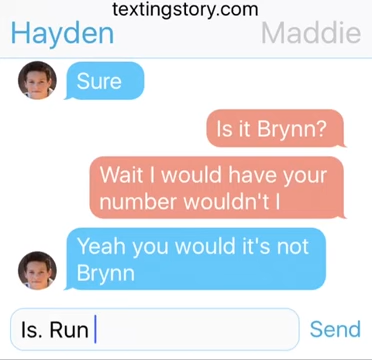 textingstory.com
Hayden Maddie
Sure
Is it Brynn?
Wait I would have your
number wouldn't I
Yeah you would it's not
Brynn
Is. Run
Send